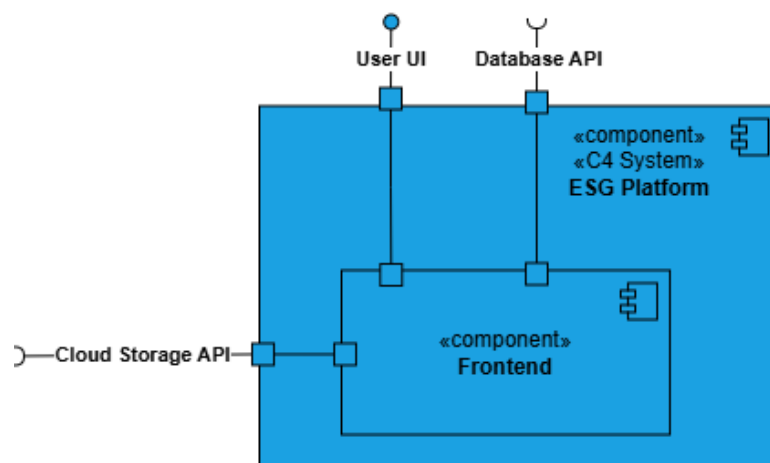 User UI
Database API
«component»
«C4 System»
ESG Platform
Cloud Storage API
«component»
Frontend